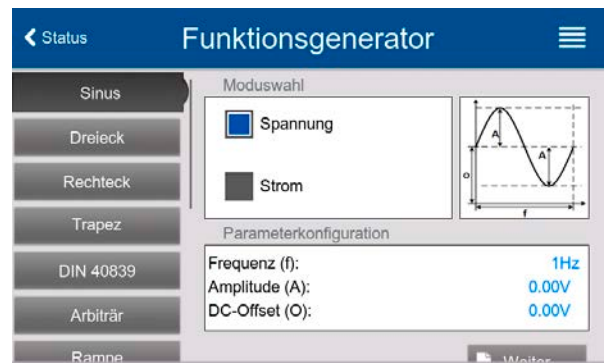 Status
Funktionsgenerator
Sinus
Dreieck
Rechteck
Trapez
DIN 40839
Arbiträr
Rampe
Moduswahl
Spannung
Strom
A
A
o
f
Parameterkonfiguration
Frequenz (f): 1Hz
Amplitude (A): 0.00V
DC-Offset (O): 0.00V
Weiter